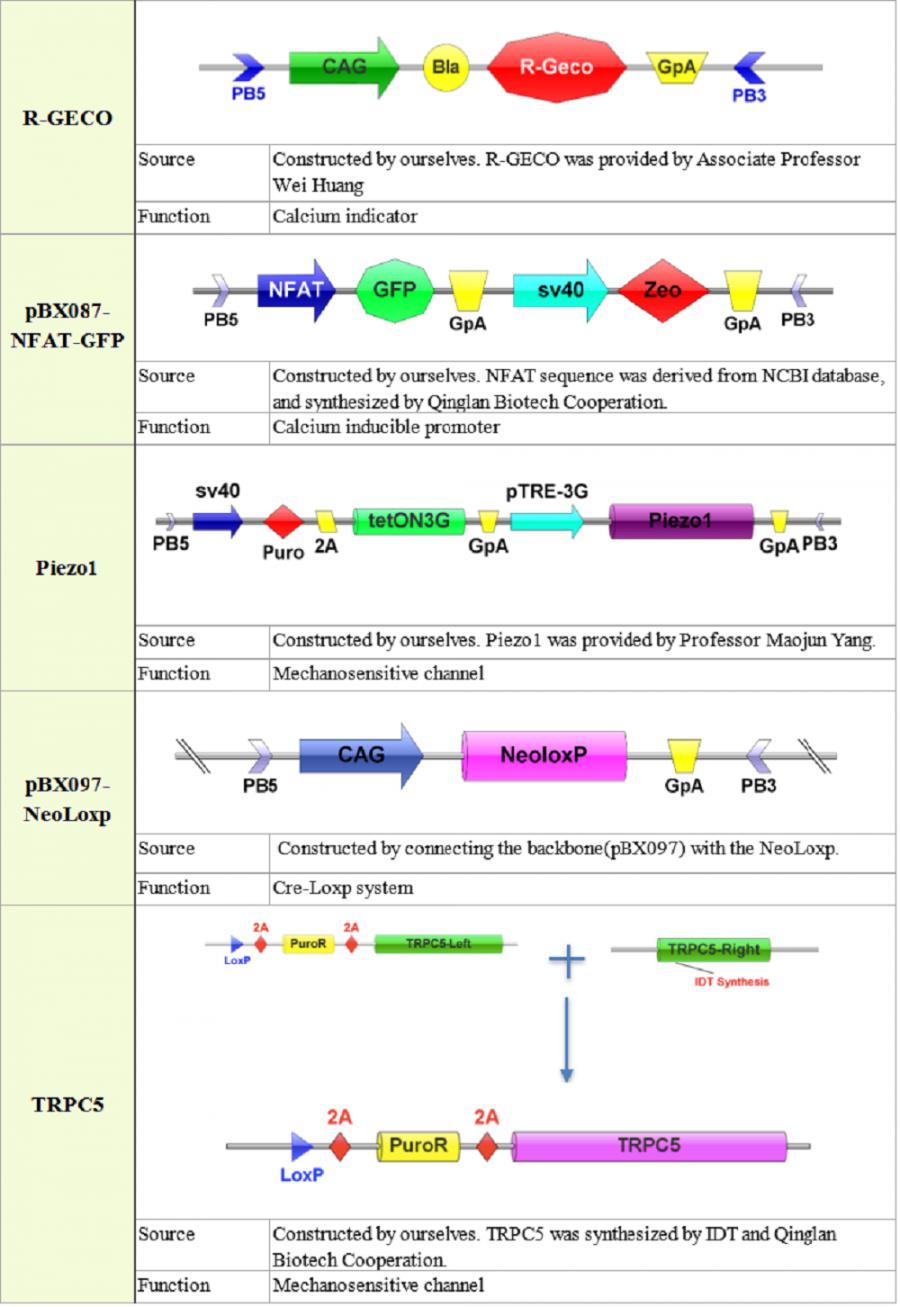 R-GECO
CAG
Bla
R-Geco
GpA
PB5
PB3
Source
Constructed by ourselves. R-GECO was provided by Associate Professor
Wei Huang
Function
Calcium indicator
pBX087-
NFAT-GFP
NFAT
GFP
sv40
Zeo
PB5
GpA
GpA
PB3
Source
Constructed by ourselves. NFAT sequence was derived from NCBI database,
and synthesized by Qinglan Biotech Cooperation.
Function
Calcium inducible promoter
Piezo1
sv40
pTRE-3G
tetON3G
Piezo1
PB5
Puro
2A
GpA
GpA
PB3
Source
Constructed by ourselves. Piezo1 was provided by Professor Maojun Yang.
Function
Mechanosensitive channel
pBX097-
NeoLoxp
CAG
NeoloxP
PB5
GpA
PB3
Source
Constructed by connecting the backbone(pBX097) with the NeoLoxp.
Function
Cre-Loxp system
TRPC5
2A
2A
PuroR
TRPC5-Left
LoxP
TRPC5-Right
IDT Synthesis
2A
2A
PuroR
TRPC5
LoxP
Source
Constructed by ourselves. TRPC5 was synthesized by IDT and Qinglan
Biotech Cooperation.
Function
Mechanosensitive channel